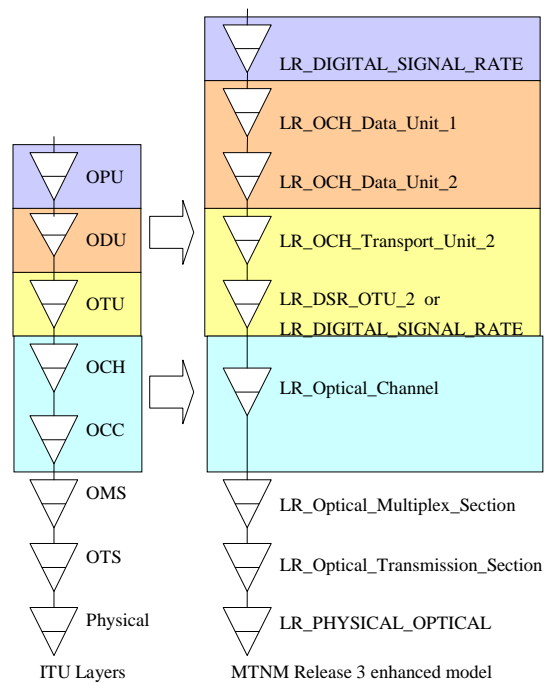 LR_DIGITAL_SIGNAL_RATE
LR_OCH_Data_Unit_1
OPU
LR_OCH_Data_Unit_2
ODU
LR_OCH_Transport_Unit_2
OTU
LR_DSR_OTU_2 or
LR_DIGITAL_SIGNAL_RATE
OCH
LR_Optical_Channel
OCC
OMS
LR_Optical_Multiplex_Section
OTS
LR_Optical_Transmission_Section
Physical
LR_PHYSICAL_OPTICAL
ITU Layers
MTNM Release 3 enhanced model